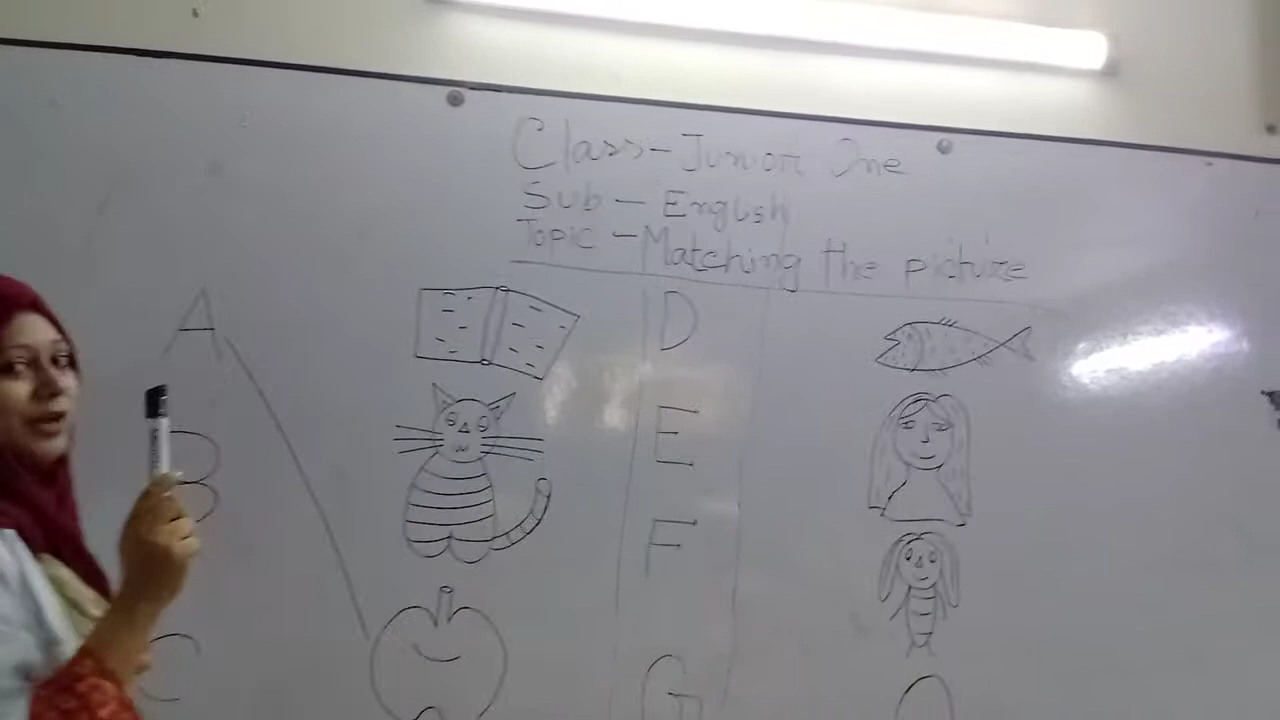 Class-Junior One
Sub - English
Topic - Matching the picture
A
D
B
E
F
C
G